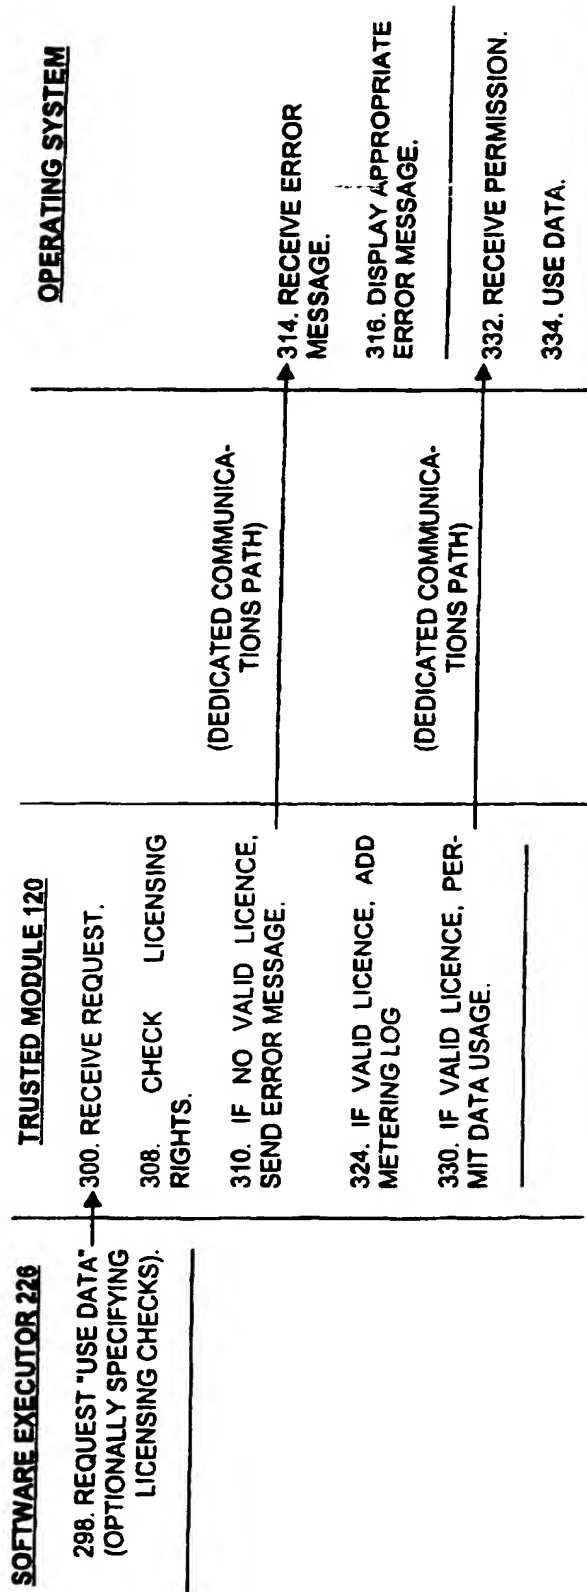 SOFTWARE EXECUTOR 226
298. REQUEST "USE DATA"
(OPTIONALLY SPECIFYING
LICENSING CHECKS).
TRUSTED MODULE 120
300. RECEIVE REQUEST.
308. CHECK LICENSING
RIGHTS.
310. IF NO VALID LICENCE,
SEND ERROR MESSAGE.
324. IF VALID LICENCE, ADD
METERING LOG
330. IF VALID LICENCE, PER-
MIT DATA USAGE.
(DEDICATED COMMUNICA-
TIONS PATH)
(DEDICATED COMMUNICA-
TIONS PATH)
OPERATING SYSTEM
314. RECEIVE ERROR
MESSAGE.
316. DISPLAY APPROPRIATE
ERROR MESSAGE.
332. RECEIVE PERMISSION.
334. USE DATA.